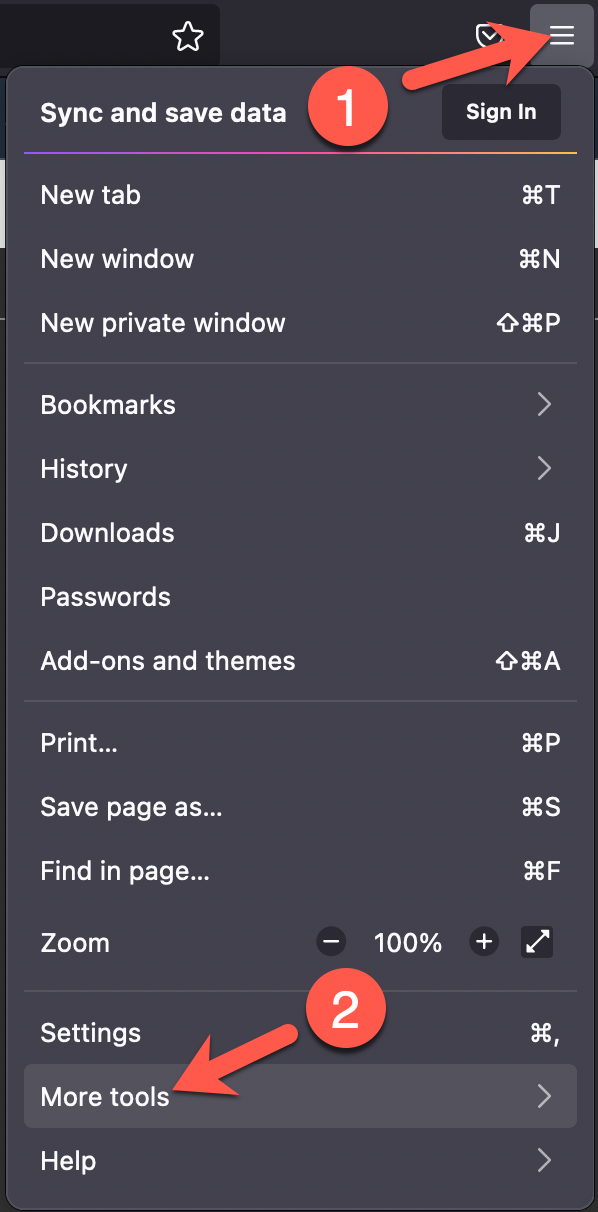 1
Sync and save data Sign In
New tab ⌘T
New window ⌘N
New private window ⇧⌘P
Bookmarks
History
Downloads ⌘J
Passwords
Add-ons and themes ⇧⌘A
Print... ⌘P
Save page as... ⌘S
Find in page... ⌘F
Zoom − 100% +
2
Settings ⌘,
More tools
Help